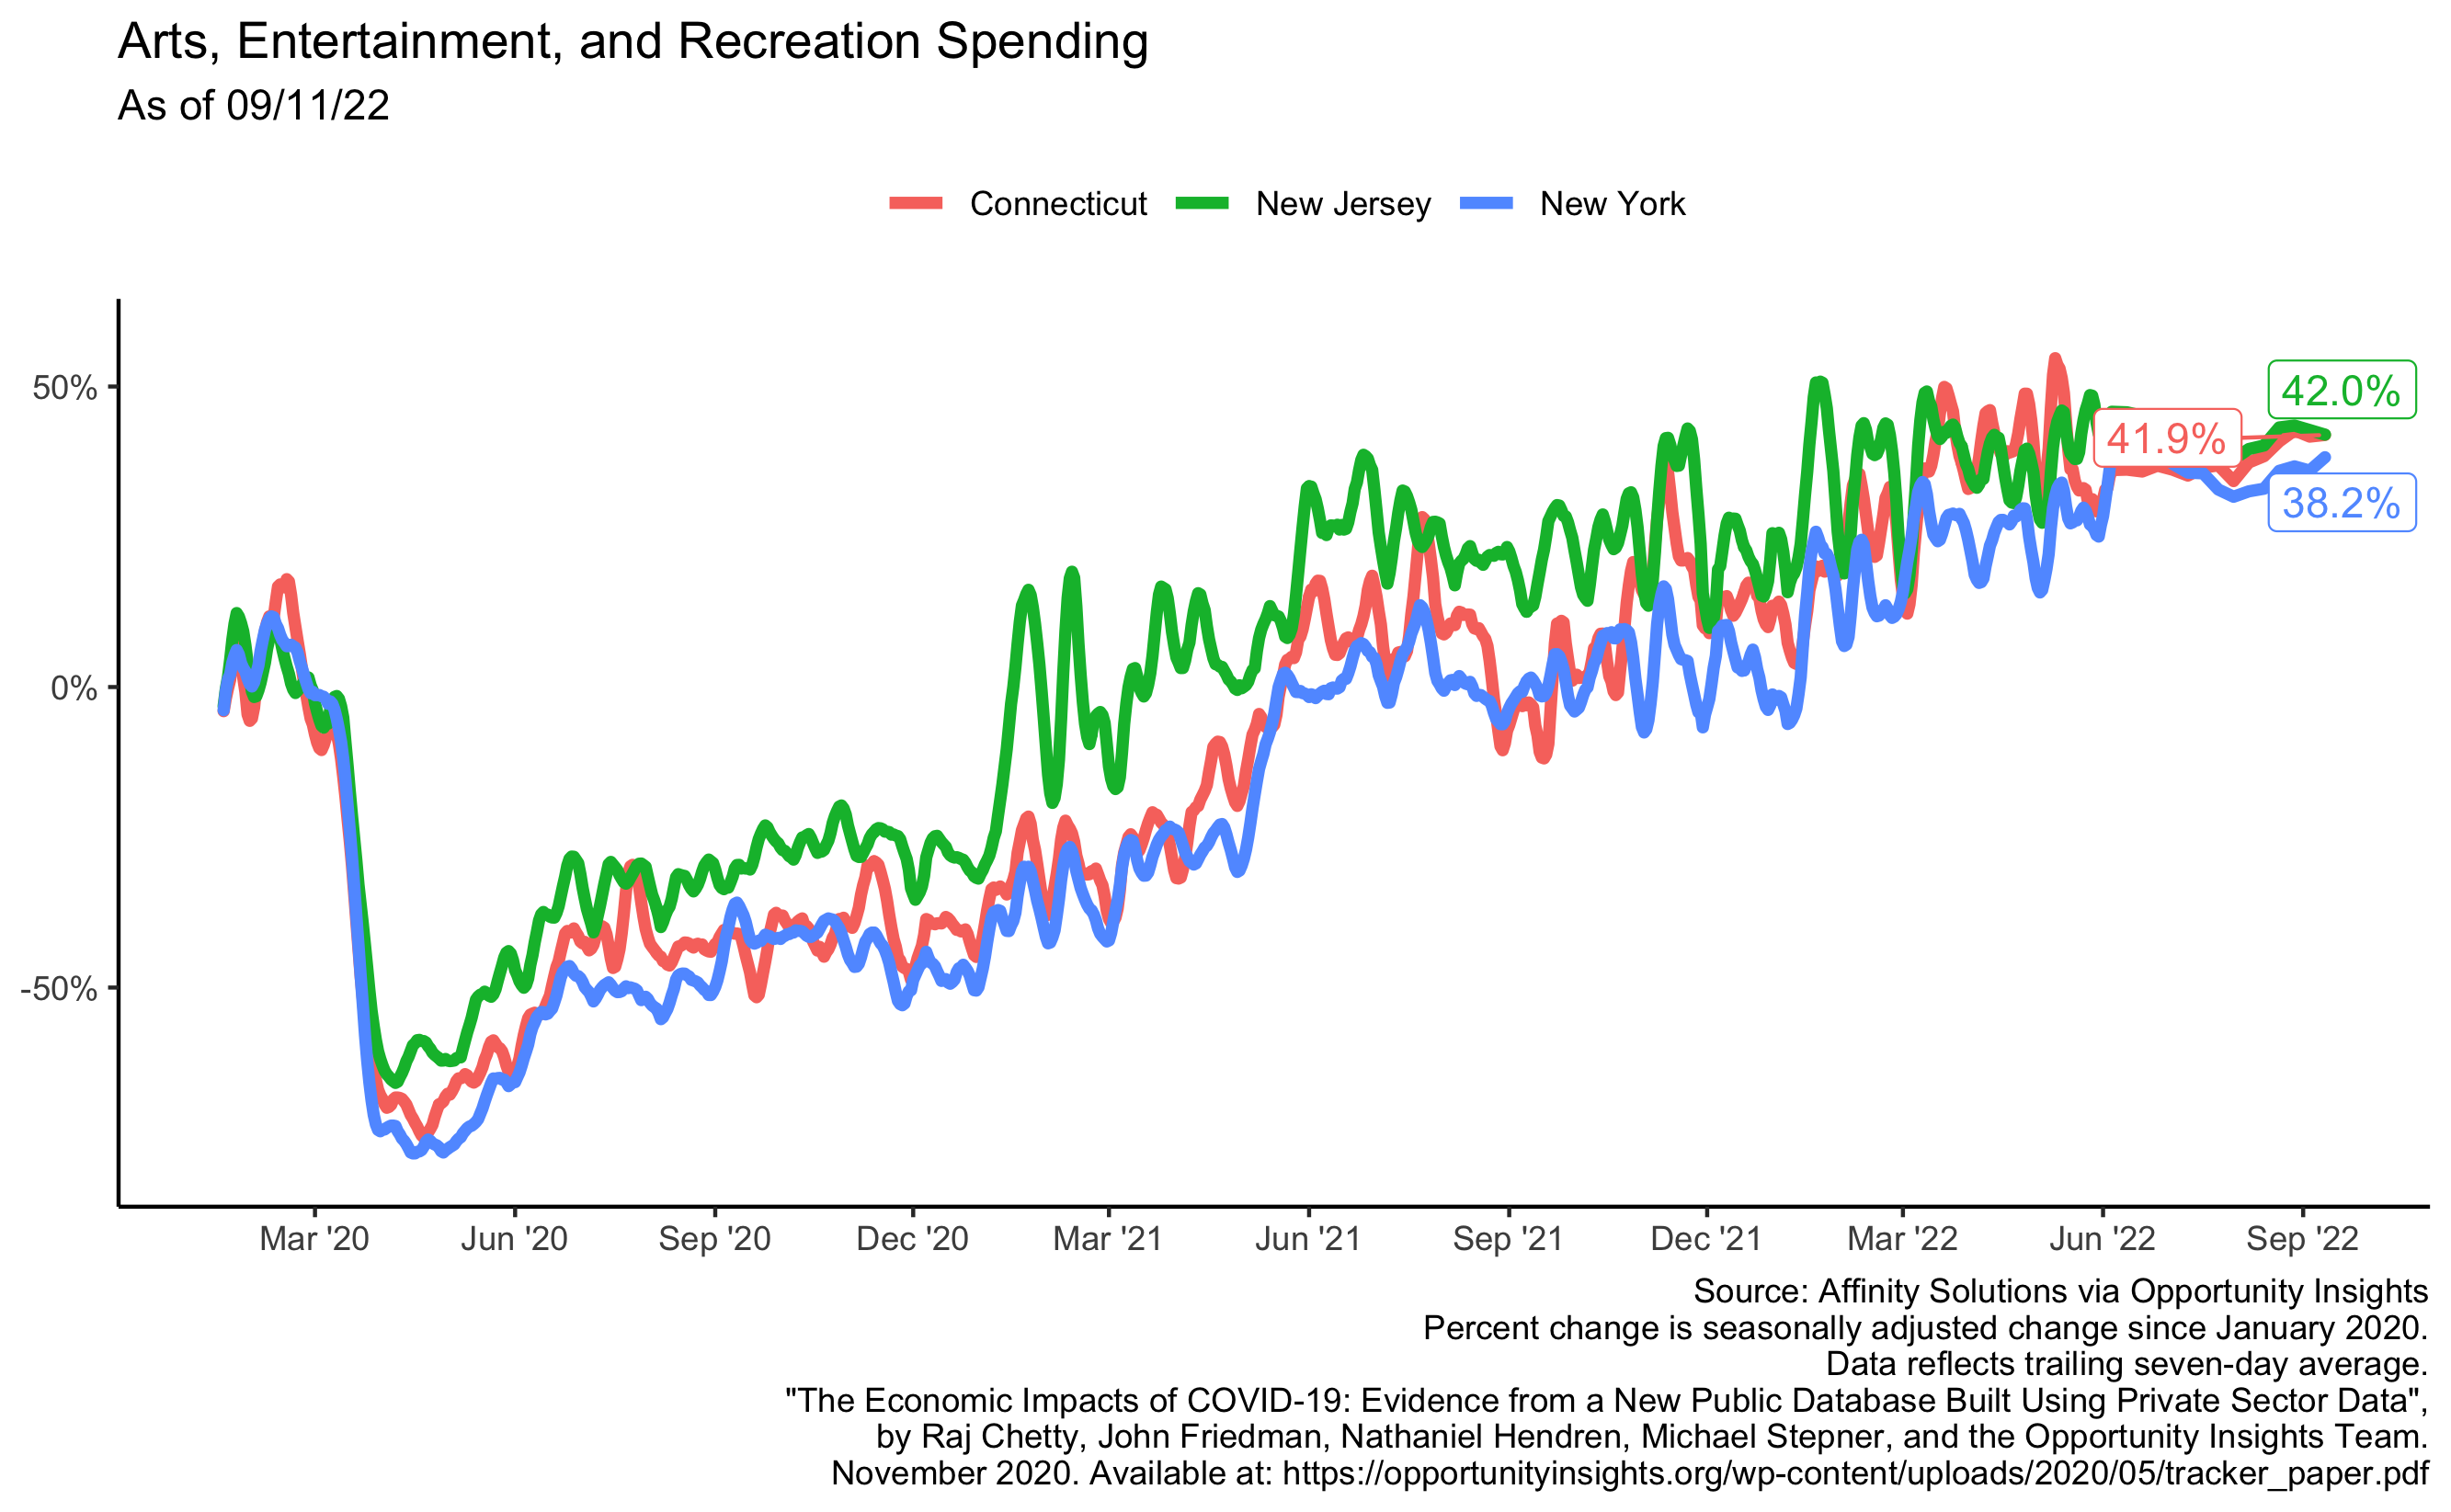 Arts, Entertainment, and Recreation Spending
As of 09/11/22
Connecticut New Jersey New York
50%
0%
-50%
42.0%
41.9%
38.2%
Mar '20 Jun '20 Sep '20 Dec '20 Mar '21 Jun '21 Sep '21 Dec '21 Mar '22 Jun '22 Sep '22
Source: Affinity Solutions via Opportunity Insights
Percent change is seasonally adjusted change since January 2020.
Data reflects trailing seven-day average.
"The Economic Impacts of COVID-19: Evidence from a New Public Database Built Using Private Sector Data",
by Raj Chetty, John Friedman, Nathaniel Hendren, Michael Stepner, and the Opportunity Insights Team.
November 2020. Available at: https://opportunityinsights.org/wp-content/uploads/2020/05/tracker_paper.pdf